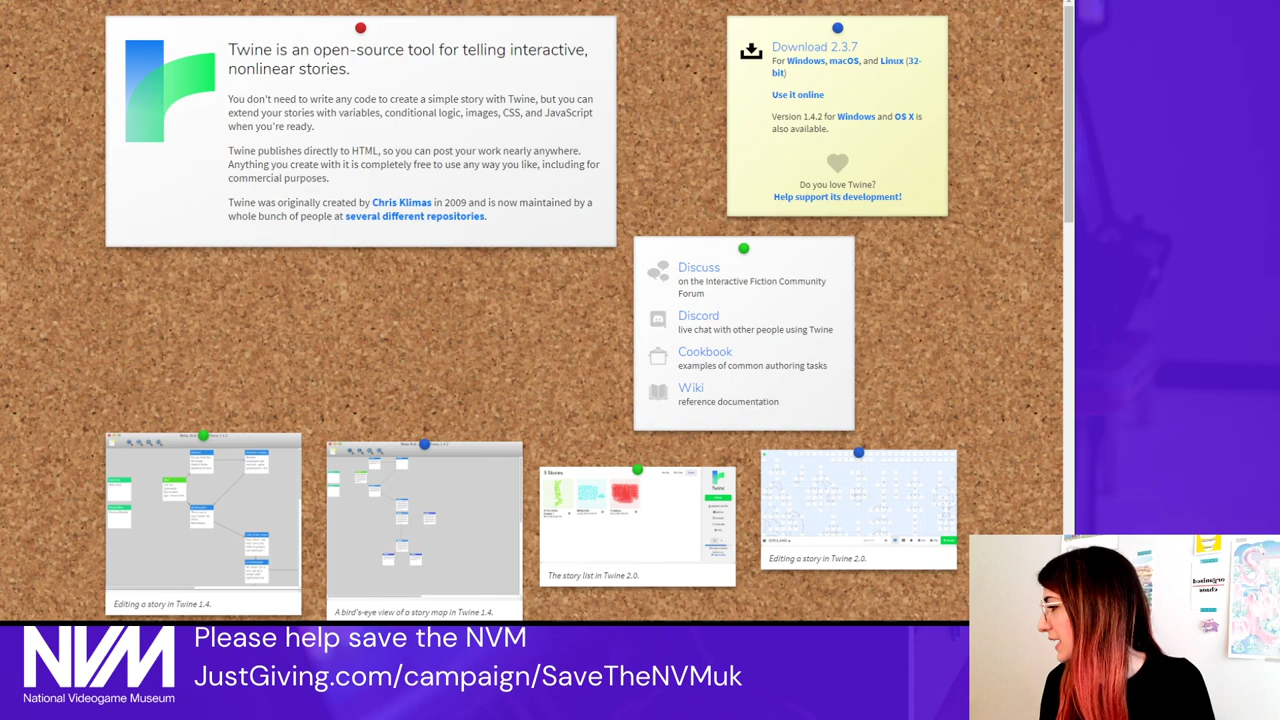 Twine is an open-source tool for telling interactive,
nonlinear stories.
You don't need to write any code to create a simple story with Twine, but you can
extend your stories with variables, conditional logic, images, CSS, and JavaScript
when you're ready.
Twine publishes directly to HTML, so you can post your work nearly anywhere.
Anything you create with it is completely free to use any way you like, including for
commercial purposes.
Twine was originally created by Chris Klimas in 2009 and is now maintained by a
whole bunch of people at several different repositories.
Download 2.3.7
For Windows, macOS, and Linux (32-
bit)
Use it online
Version 1.4.2 for Windows and OS X is
also available.
Do you love Twine?
Help support its development!
Discuss
on the Interactive Fiction Community
Forum
Discord
live chat with other people using Twine
Cookbook
examples of common authoring tasks
Wiki
reference documentation
Editing a story in Twine 1.4.
A bird's-eye view of a story map in Twine 1.4.
3 Stories
Twine
The story list in Twine 2.0.
Editing a story in Twine 2.0.
organised
chaos
NVM
National Videogame Museum
Please help save the NVM
JustGiving.com/campaign/SaveTheNVMuk